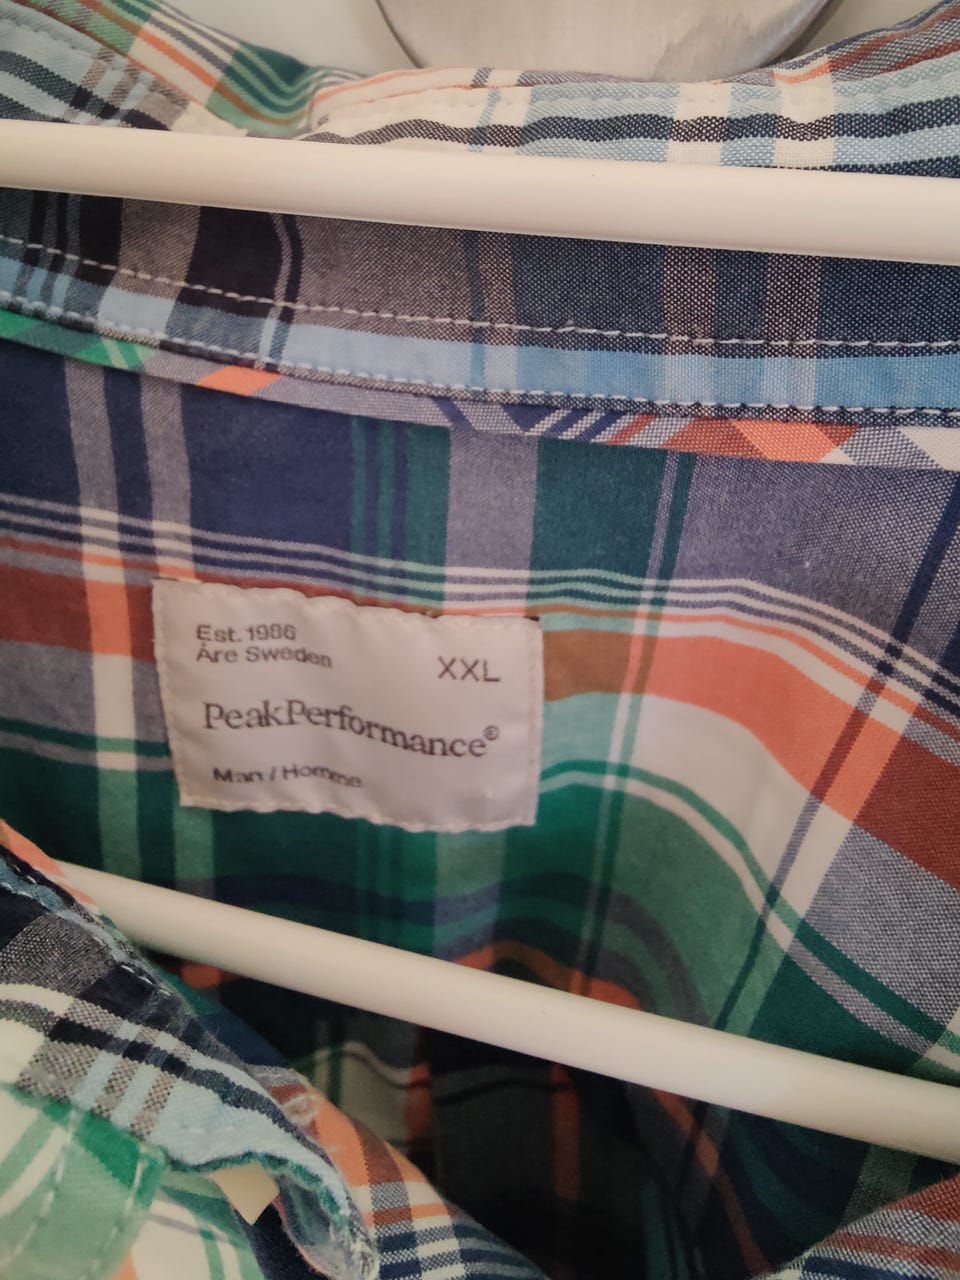 Est. 1986
Åre Sweden
XXL
PeakPerformance®
Man / Homme